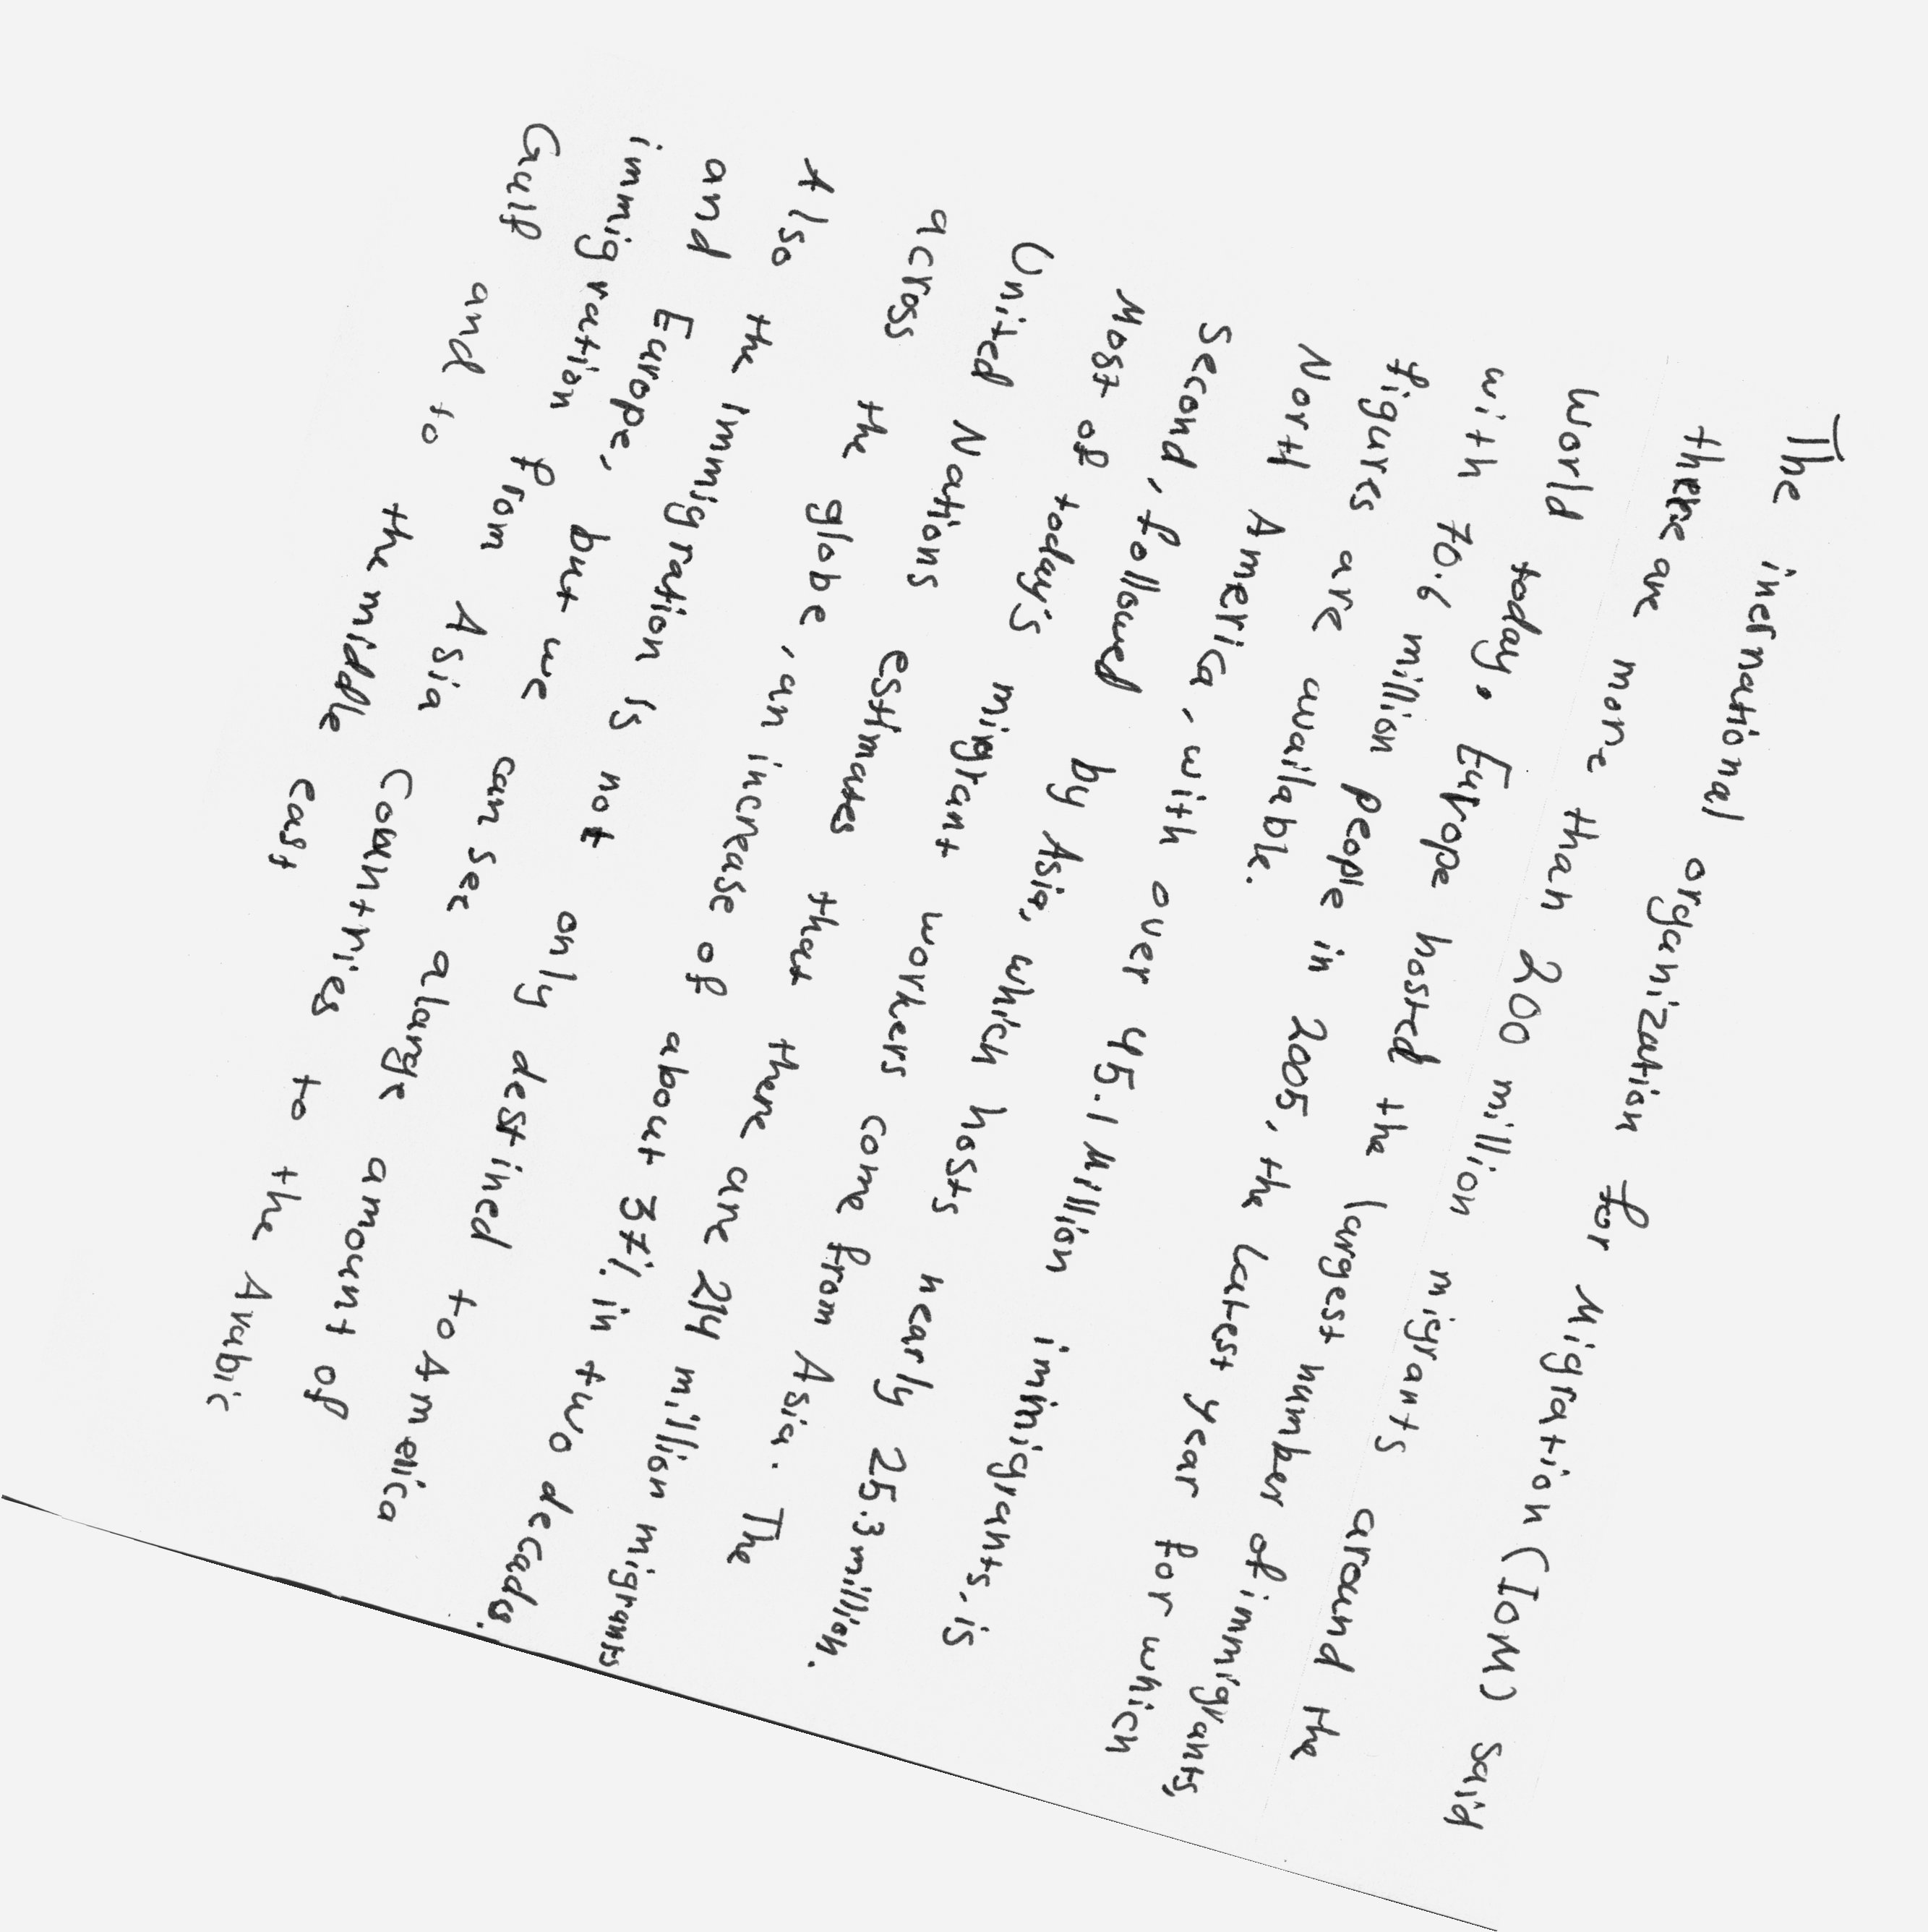 The inernational organization for Migration (IOM) said
there are more than 200 million migrants around the
World today. Europe hosted the largest number of immigrants,
with 70.6 million people in 2005, the latest year for which
figures are available.
North America, with over 45.1 Million immigrants, is
second, followed by Asia, which hosts nearly 25.3 million.
Most of today's migrant workers come from Asia. The
United Nations estimates that there are 214 million migrants
across the globe, an increase of about 37% in two decade.
Also the Immigration is not only destined to America
and Europe, but we can see a large amount of
immigration from Asia Countries to the Arabic
Gulf and to the middle east